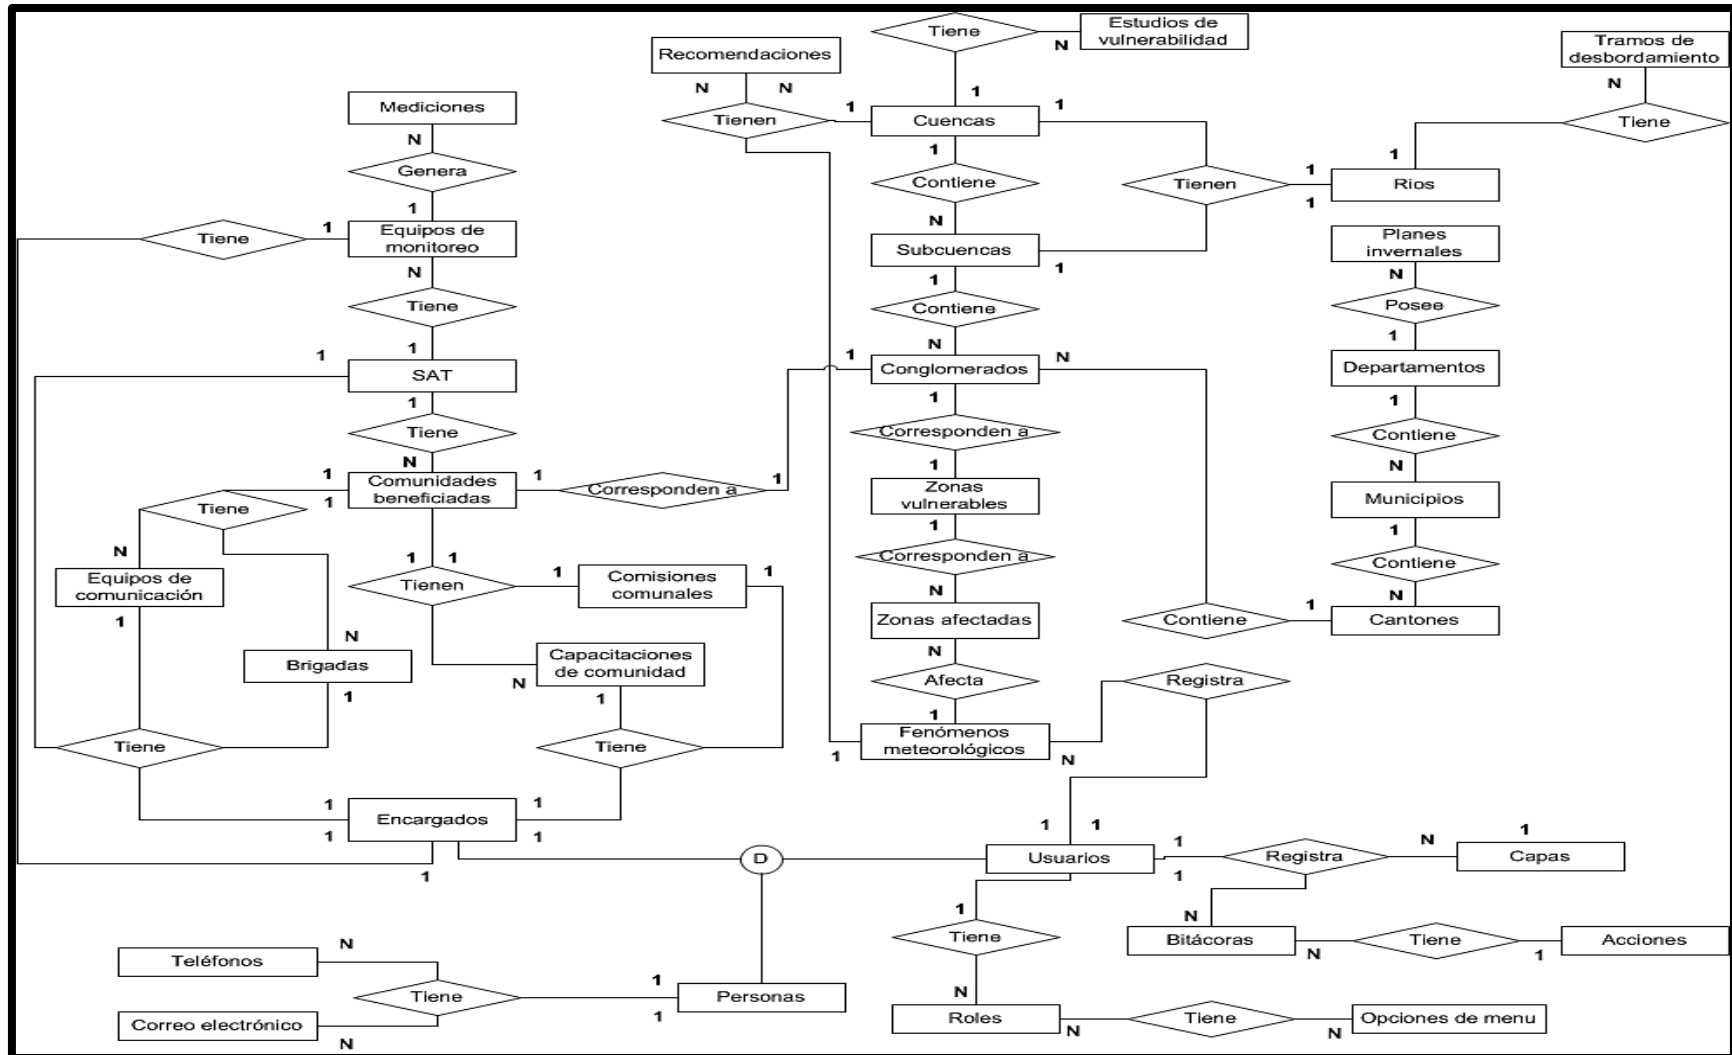 Tiene
Estudios de
vulnerabilidad
N
Recomendaciones
Tramos de
desbordamiento
N
N
N
1
Mediciones
1
1
Tienen
Cuencas
Tiene
N
1
1
Genera
Contiene
Tienen
1
1
Rios
1
N
1
Tiene
1
Equipos de
monitoreo
Subcuencas
Planes
invernales
N
1
1
N
Tiene
Contiene
Posee
1
1
N
N
1
1
SAT
Conglomerados
Departamentos
1
1
1
Tiene
Corresponden a
Contiene
N
1
N
1
Comunidades
beneficiadas
1
Corresponden a
1
Zonas
vulnerables
Municipios
1
Tiene
1
1
N
1
1
Corresponden a
Contiene
Equipos de
comunicación
Tienen
1
Comisiones
comunales
1
N
N
1
Zonas afectadas
Contiene
1
Cantones
N
N
Brigadas
Capacitaciones
de comunidad
N
Afecta
Registra
1
1
1
Tiene
Tiene
Fenómenos
meteorológicos
1
N
1
Encargados
1
1
1
1
1
D
Usuarios
1
Registra
N
1
Capas
1
1
1
N
N
Tiene
Bitácoras
N
Tiene
1
Acciones
Teléfonos
1
Tiene
Personas
N
Correo electrónico
1
Roles
N
Tiene
N
Opciones de menu
N